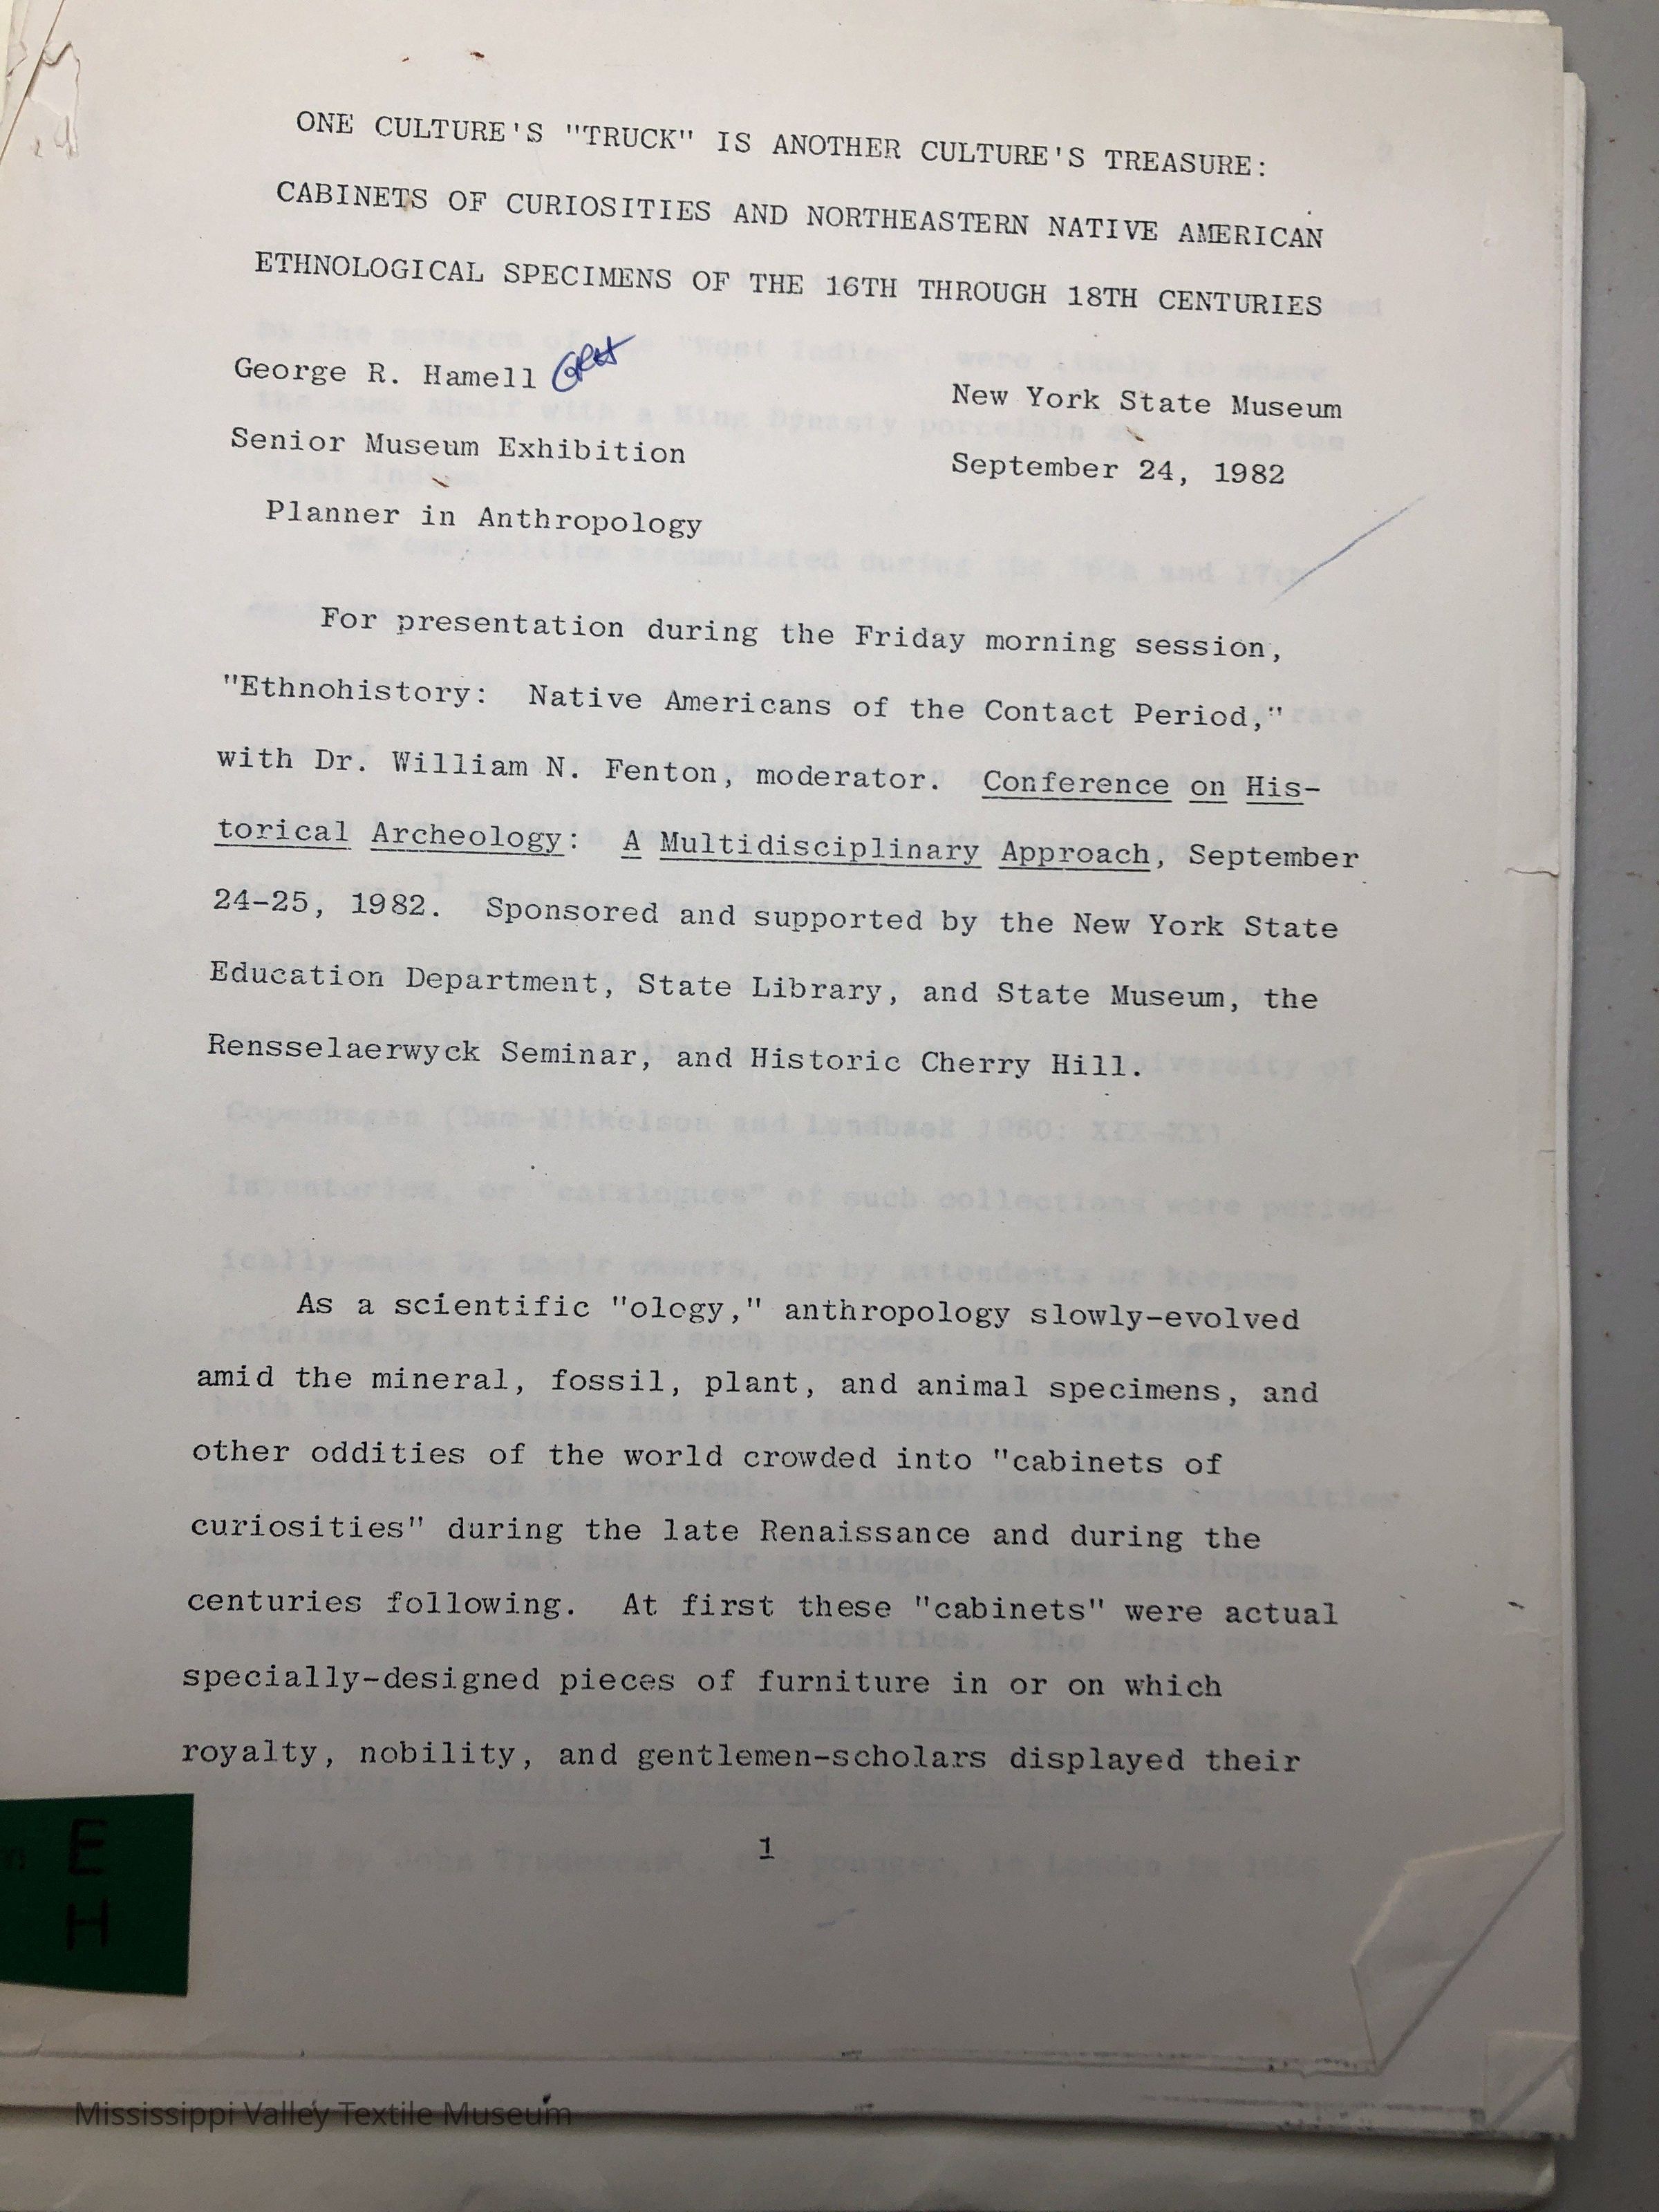 ONE CULTURE'S "TRUCK" IS ANOTHER CULTURE'S TREASURE:
CABINETS OF CURIOSITIES AND NORTHEASTERN NATIVE AMERICAN
ETHNOLOGICAL SPECIMENS OF THE 16TH THROUGH 18TH CENTURIES
George R. Hamell GRH
New York State Museum
Senior Museum Exhibition
September 24, 1982
Planner in Anthropology
For presentation during the Friday morning session,
"Ethnohistory: Native Americans of the Contact Period,"
with Dr. William N. Fenton, moderator. Conference on His-
torical Archeology: A Multidisciplinary Approach, September
24-25, 1982. Sponsored and supported by the New York State
Education Department, State Library, and State Museum, the
Rensselaerwyck Seminar, and Historic Cherry Hill.
As a scientific "ology," anthropology slowly-evolved
amid the mineral, fossil, plant, and animal specimens, and
other oddities of the world crowded into "cabinets of
curiosities" during the late Renaissance and during the
centuries following. At first these "cabinets" were actual
specially-designed pieces of furniture in or on which
royalty, nobility, and gentlemen-scholars displayed their
1
E
H
Mississippi Valley Textile Museum